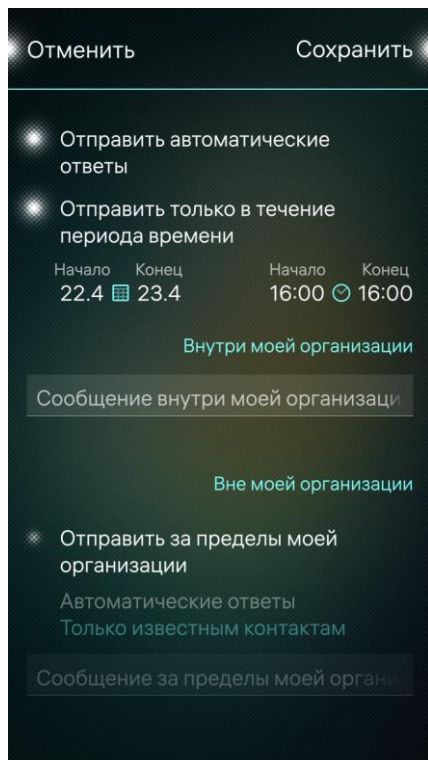 Отменить Сохранить
Отправить автоматические
ответы
Отправить только в течение
периода времени
Начало Конец Начало Конец
22.4 23.4 16:00 16:00
Внутри моей организации
Сообщение внутри моей организаци
Вне моей организации
Отправить за пределы моей
организации
Автоматические ответы
Только известным контактам
Сообщение за пределы моей органи